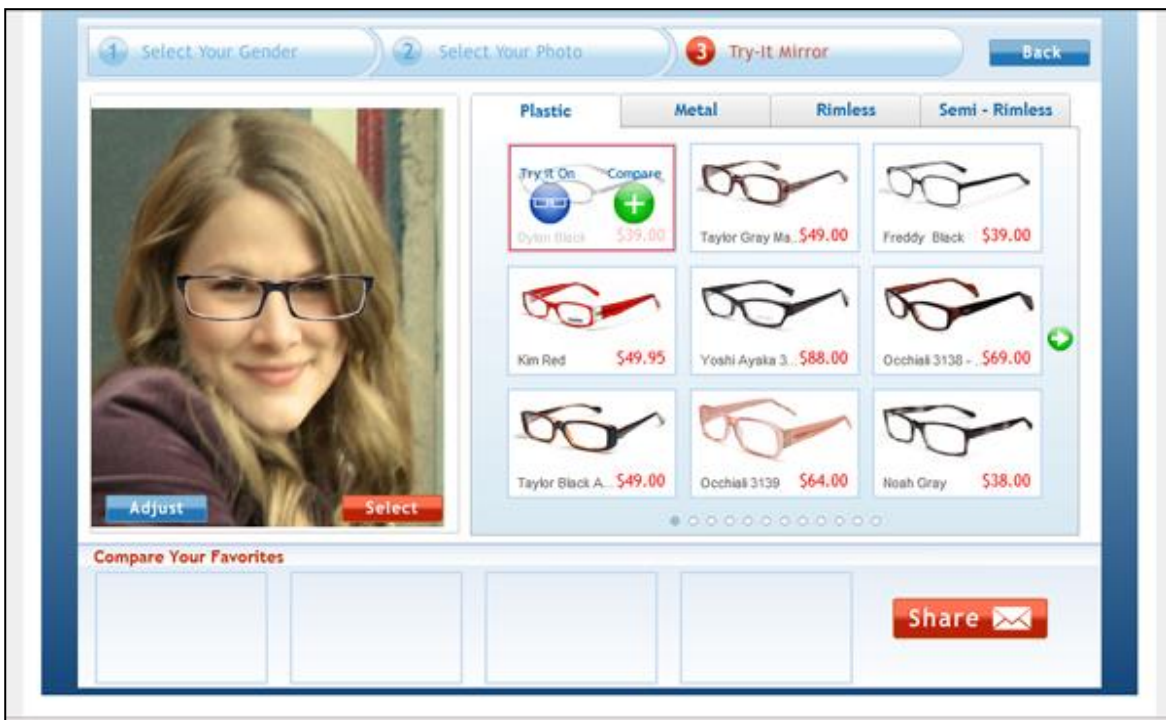 1 Select Your Gender
2 Select Your Photo
3 Try-It Mirror
Back
Plastic
Metal
Rimless
Semi - Rimless
Try It On
Compare
Dylan Black $39.00
Taylor Gray Ma.. $49.00
Freddy Black $39.00
Kim Red $49.95
Yoshi Ayaka 3.. $88.00
Occhiali 3138 - .. $69.00
Taylor Black A.. $49.00
Occhiali 3139 $64.00
Noah Gray $38.00
Adjust
Select
Compare Your Favorites
Share